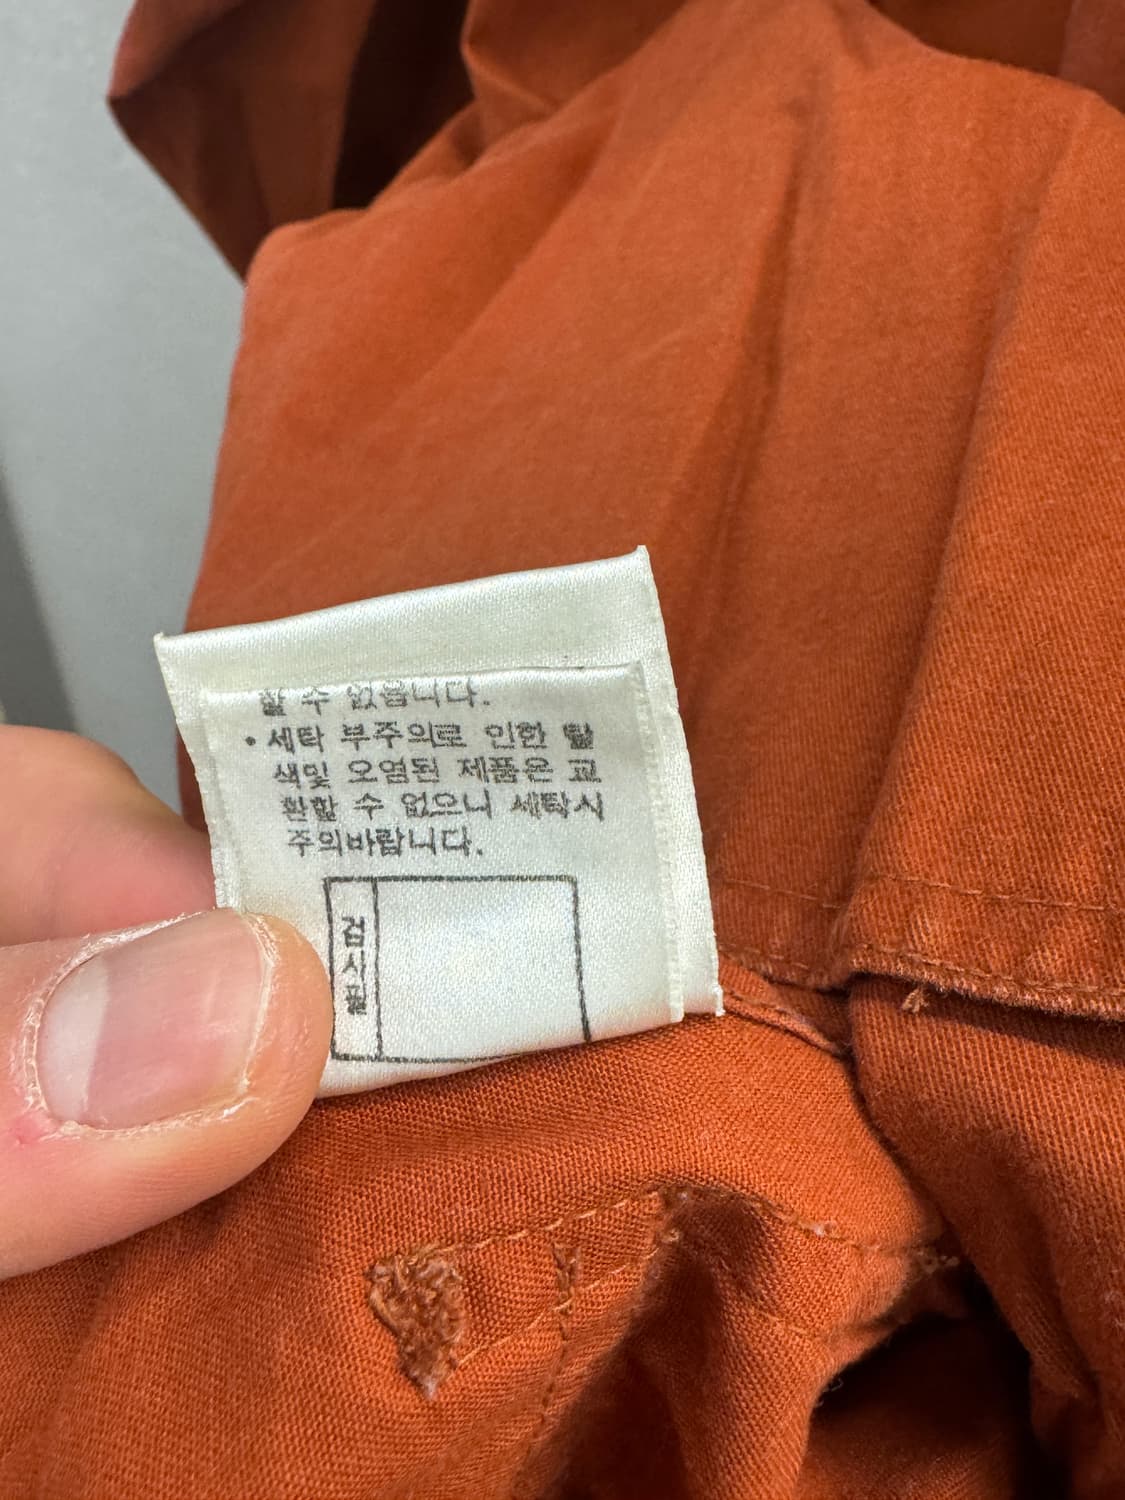 할 수 없읍니다.
• 세탁 부주의로 인한 탈
색및 오염된 제품은 교
환할 수 없으니 세탁시
주의바랍니다.
검사필